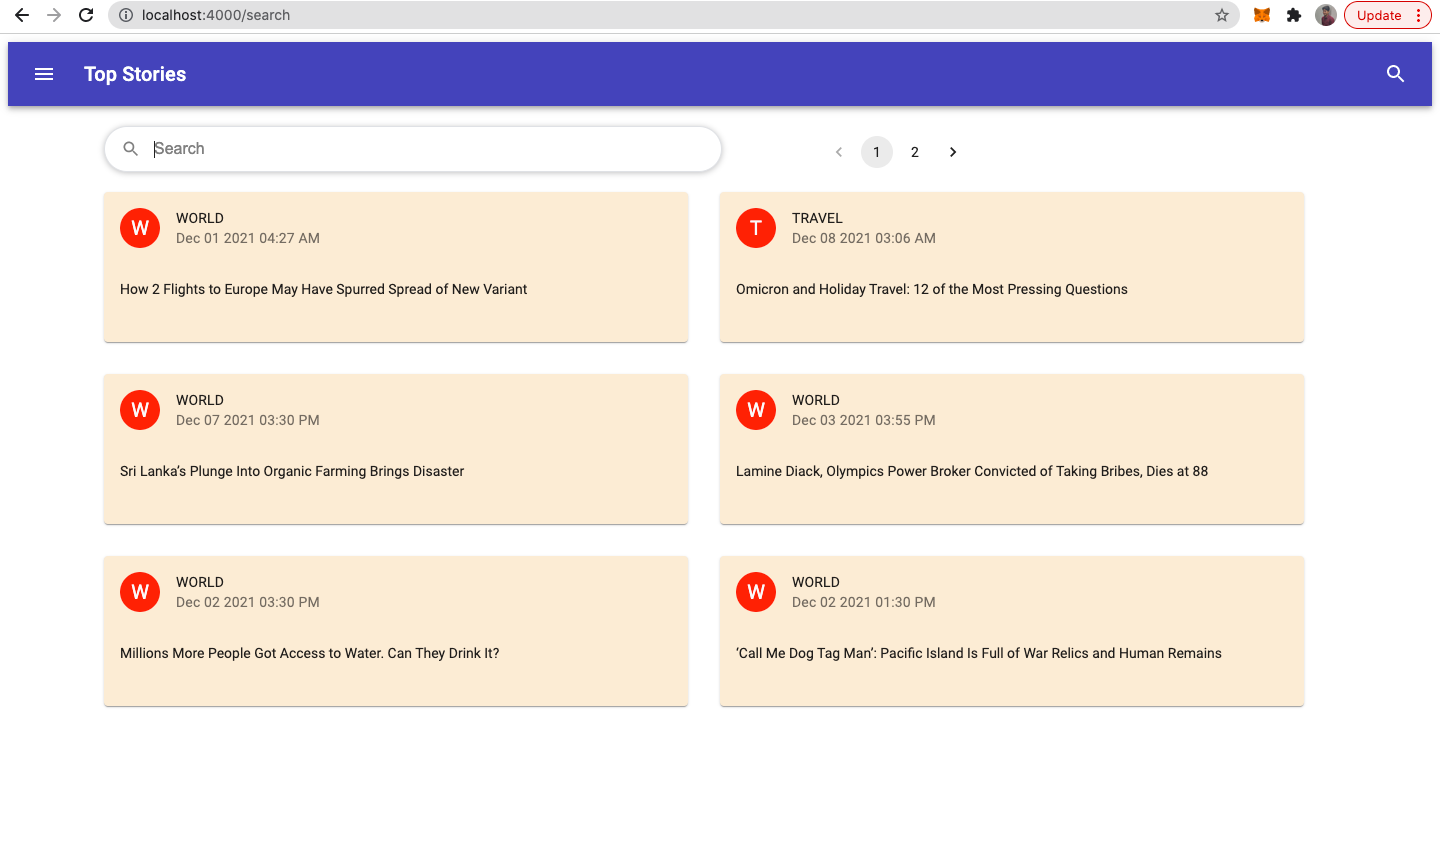 localhost:4000/search
Update
Top Stories
Search
1 2
W
WORLD
Dec 01 2021 04:27 AM
How 2 Flights to Europe May Have Spurred Spread of New Variant
T
TRAVEL
Dec 08 2021 03:06 AM
Omicron and Holiday Travel: 12 of the Most Pressing Questions
W
WORLD
Dec 07 2021 03:30 PM
Sri Lanka’s Plunge Into Organic Farming Brings Disaster
W
WORLD
Dec 03 2021 03:55 PM
Lamine Diack, Olympics Power Broker Convicted of Taking Bribes, Dies at 88
W
WORLD
Dec 02 2021 03:30 PM
Millions More People Got Access to Water. Can They Drink It?
W
WORLD
Dec 02 2021 01:30 PM
‘Call Me Dog Tag Man’: Pacific Island Is Full of War Relics and Human Remains